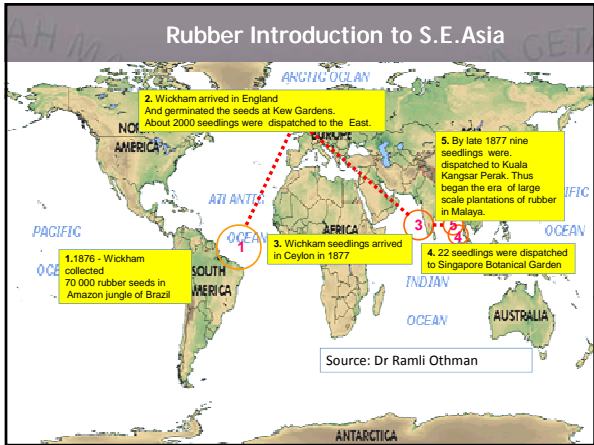 Rubber Introduction to S.E.Asia
ARCTIC OCEAN
2. Wickham arrived in England
And germinated the seeds at Kew Gardens.
About 2000 seedlings were dispatched to the East.
AMERICA
EUROPE
5. By late 1877 nine
seedlings were.
dispatched to Kuala
Kangsar Perak. Thus
began the era of large
scale plantations of rubber
in Malaya.
PACIFIC
OCE
ATLANTIC
OCEAN
AFRICA
3
5
4
OCEAN
1
1.1876 - Wickham
collected
70 000 rubber seeds in
Amazon jungle of Brazil
SOUTH
MERICA
3. Wichkam seedlings arrived
in Ceylon in 1877
4. 22 seedlings were dispatched
to Singapore Botanical Garden
INDIAN
OCEAN
AUSTRALIA
Source: Dr Ramli Othman
ANTARCTICA